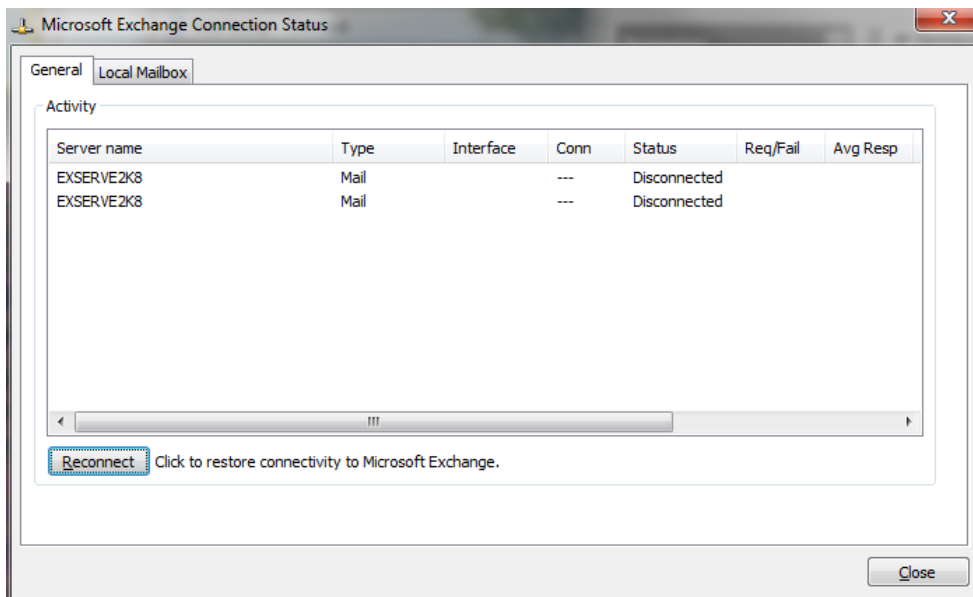 Microsoft Exchange Connection Status
General Local Mailbox
Activity
Server name Type Interface Conn Status Req/Fail Avg Resp
EXSERVE2K8 Mail --- Disconnected
EXSERVE2K8 Mail --- Disconnected
Reconnect Click to restore connectivity to Microsoft Exchange.
Close